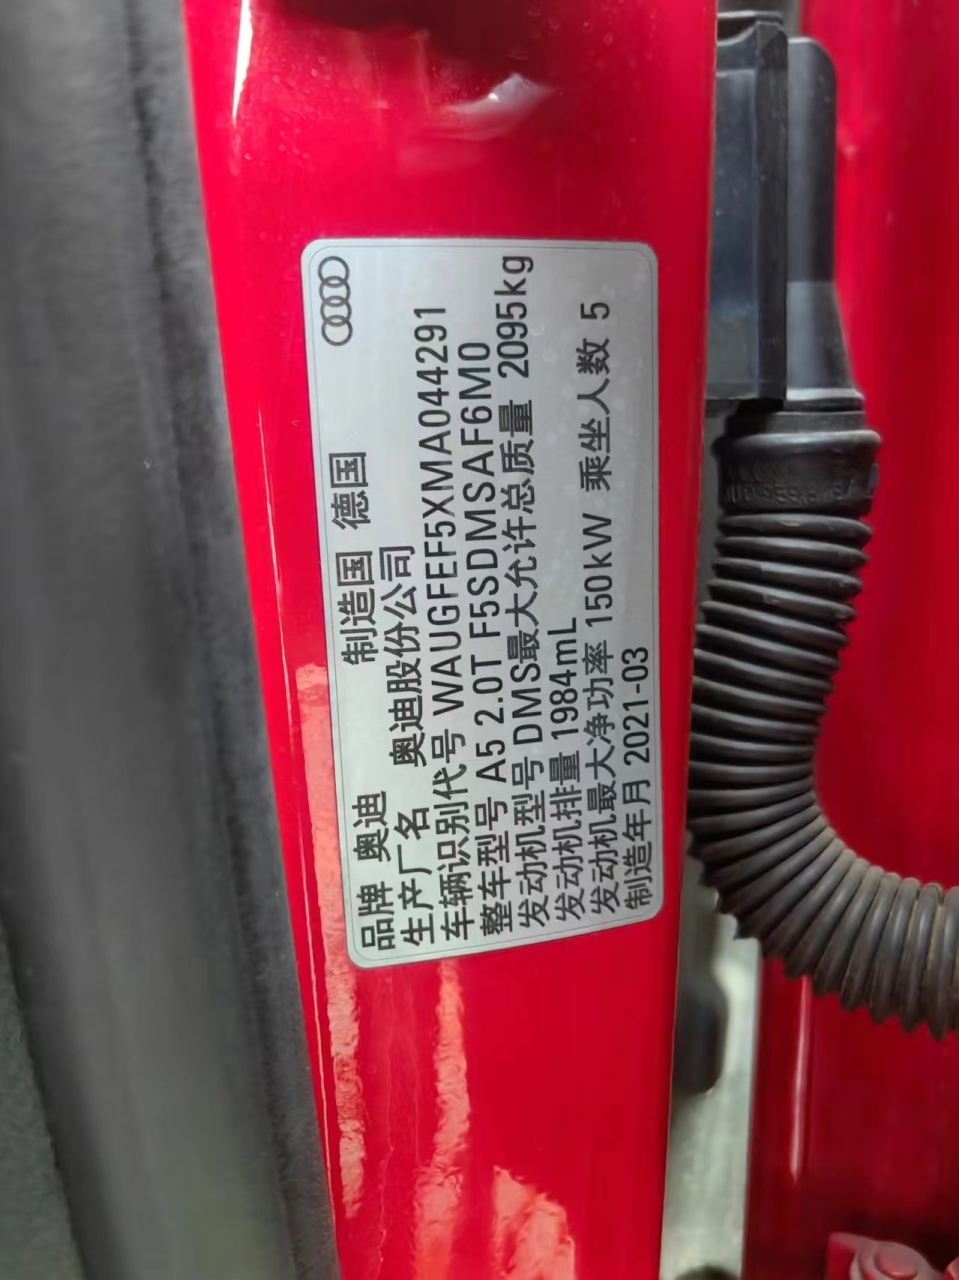 品牌 奥迪 制造国 德国
生产厂名 奥迪股份公司
车辆识别代号 WAUGFEF5XMA044291
整车型号 A5 2.0T F5SDMSAF6M0
发动机型号 DMS最大允许总质量 2095kg
发动机排量 1984mL
发动机最大净功率 150kW 乘坐人数 5
制造年月 2021-03